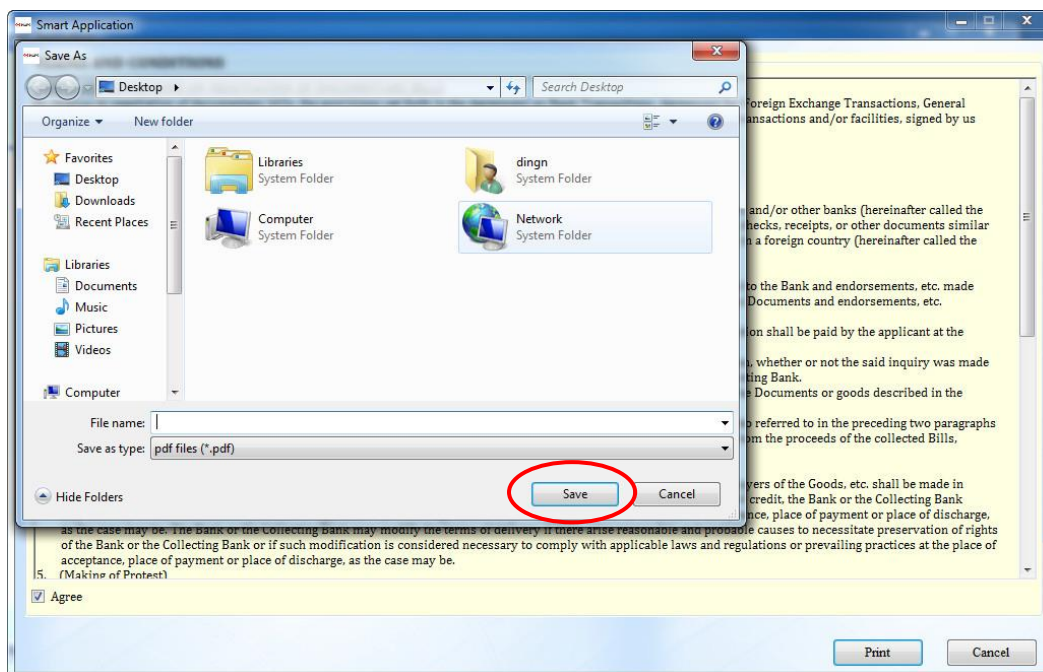 Smart Application
Save As
Desktop
Search Desktop
Organize
New folder
Favorites
Desktop
Downloads
Recent Places
Libraries
Documents
Music
Pictures
Videos
Computer
Libraries
System Folder
dingn
System Folder
Computer
System Folder
Network
System Folder
File name:
Save as type: pdf files (*.pdf)
Hide Folders
Save
Cancel
Foreign Exchange Transactions, General
ansactions and/or facilities, signed by us
and/or other banks (hereinafter called the
hecks, receipts, or other documents similar
n a foreign country (hereinafter called the
to the Bank and endorsements, etc. made
Documents and endorsements, etc.
on shall be paid by the applicant at the
, whether or not the said inquiry was made
ting Bank.
e Documents or goods described in the
o referred to in the preceding two paragraphs
om the proceeds of the collected Bills,
yers of the Goods, etc. shall be made in
credit, the Bank or the Collecting Bank
nce, place of payment or place of discharge,
as the case may be. The Bank or the Collecting Bank may modify the terms of delivery if there arise reasonable and probable causes to necessitate preservation of rights
of the Bank or the Collecting Bank or if such modification is considered necessary to comply with applicable laws and regulations or prevailing practices at the place of
acceptance, place of payment or place of discharge, as the case may be.
5. (Making of Protest)
Agree
Print
Cancel